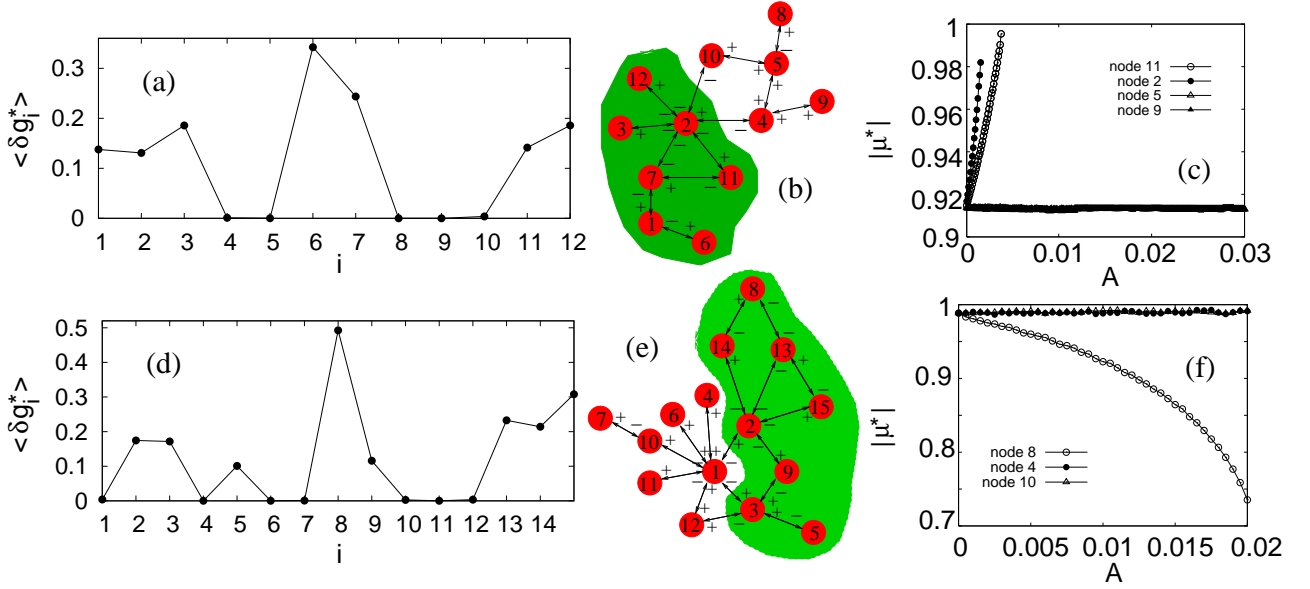 < δg*i >
0.3
0.2
0.1
0
1 2 3 4 5 6 7 8 9 10 11 12
i
(a)
8
10
5
12
9
3
2
4
7
11
1
6
(b)
|μ*|
1
0.98
0.96
0.94
0.92
0.9
0 0.01 0.02 0.03
A
node 11
node 2
node 5
node 9
(c)
< δg*i >
0.5
0.4
0.3
0.2
0.1
0
1 2 3 4 5 6 7 8 9 10 11 12 13 14
i
(d)
(e)
8
14
13
4
7
6
15
10
2
1
9
11
3
12
5
|μ*|
1
0.9
0.8
0.7
0 0.005 0.01 0.015 0.02
A
node 8
node 4
node 10
(f)